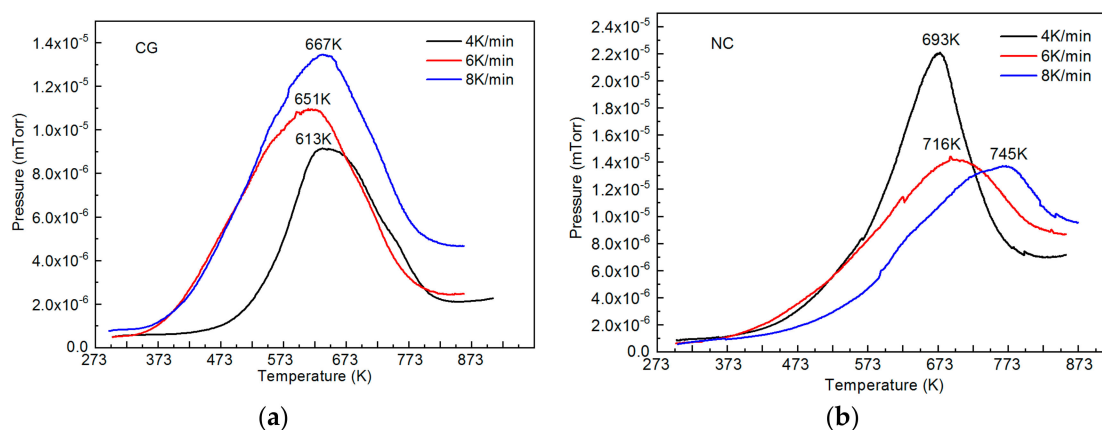 CG
667K
651K
613K
4K/min
6K/min
8K/min
1.4x10⁻⁵
1.2x10⁻⁵
1.0x10⁻⁵
8.0x10⁻⁶
6.0x10⁻⁶
4.0x10⁻⁶
2.0x10⁻⁶
0.0
Pressure (mTorr)
273 373 473 573 673 773 873
Temperature (K)
(a)
NC
693K
716K
745K
4K/min
6K/min
8K/min
2.2x10⁻⁵
2.0x10⁻⁵
1.8x10⁻⁵
1.6x10⁻⁵
1.4x10⁻⁵
1.2x10⁻⁵
1.0x10⁻⁵
8.0x10⁻⁶
6.0x10⁻⁶
4.0x10⁻⁶
2.0x10⁻⁶
0.0
Pressure (mTorr)
273 373 473 573 673 773 873
Temperature (K)
(b)